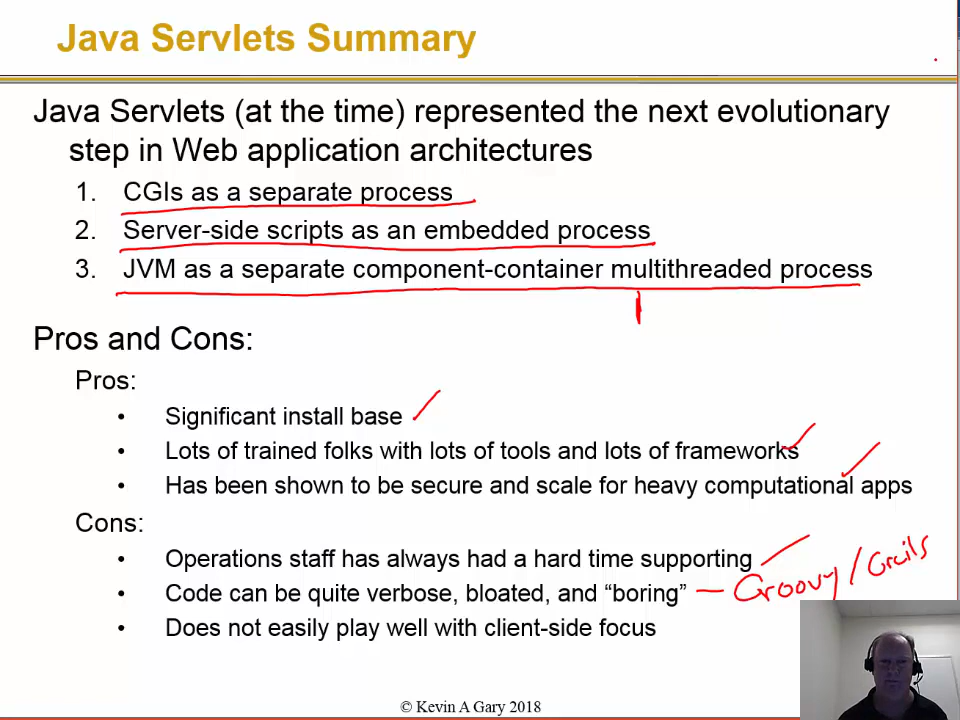 Java Servlets Summary
Java Servlets (at the time) represented the next evolutionary
step in Web application architectures
1. CGIs as a separate process
2. Server-side scripts as an embedded process
3. JVM as a separate component-container multithreaded process
Pros and Cons:
Pros:
• Significant install base
• Lots of trained folks with lots of tools and lots of frameworks
• Has been shown to be secure and scale for heavy computational apps
Cons:
• Operations staff has always had a hard time supporting
• Code can be quite verbose, bloated, and “boring” – Groovy / Grails
• Does not easily play well with client-side focus
© Kevin A Gary 2018